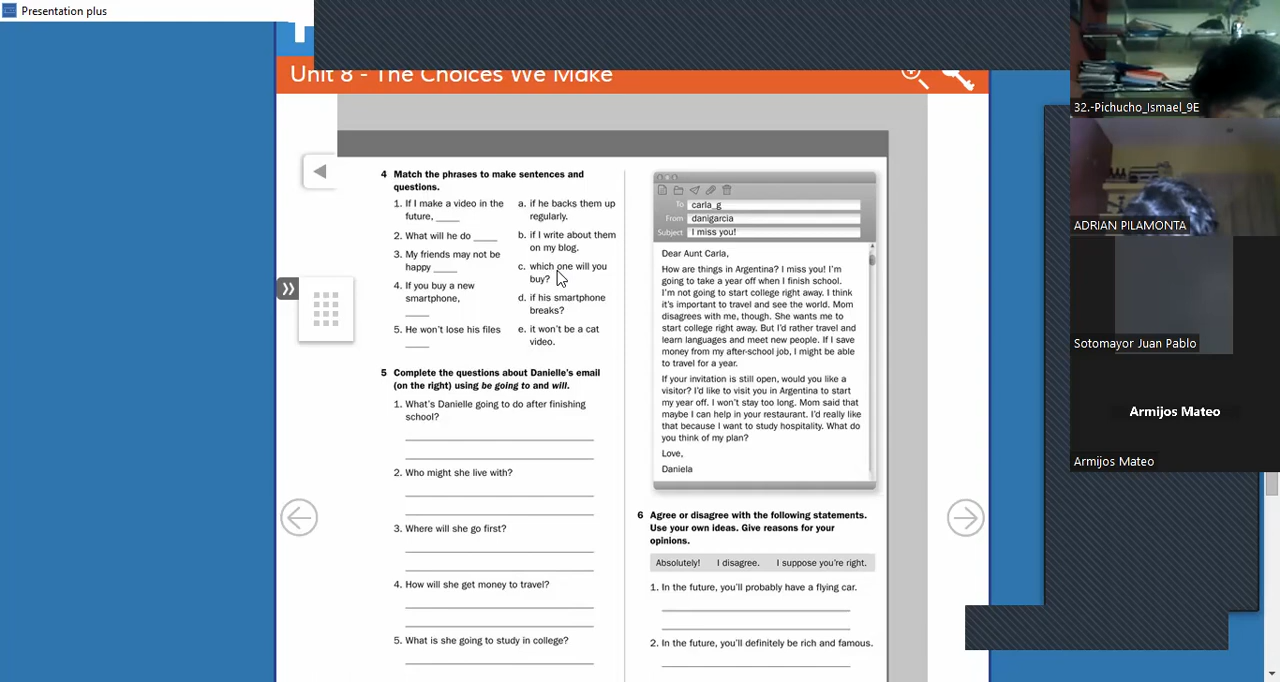 Presentation plus
Unit 8 - The Choices We Make
4 Match the phrases to make sentences and
questions.
1. If I make a video in the
future, ____
2. What will he do ____
3. My friends may not be
happy ____
4. If you buy a new
smartphone,
____
5. He won't lose his files
____
a. if he backs them up
regularly.
b. if I write about them
on my blog.
c. which one will you
buy?
d. if his smartphone
breaks?
e. it won't be a cat
video.
5 Complete the questions about Danielle's email
(on the right) using be going to and will.
1. What's Danielle going to do after finishing
school?
2. Who might she live with?
3. Where will she go first?
4. How will she get money to travel?
5. What is she going to study in college?
To carla_g
From danigarcia
Subject I miss you!
Dear Aunt Carla,
How are things in Argentina? I miss you! I'm
going to take a year off when I finish school.
I'm not going to start college right away. I think
it's important to travel and see the world. Mom
disagrees with me, though. She wants me to
start college right away. But I'd rather travel and
learn languages and meet new people. If I save
money from my after-school job, I might be able
to travel for a year.
If your invitation is still open, would you like a
visitor? I'd like to visit you in Argentina to start
my year off. I won't stay too long. Mom said that
maybe I can help in your restaurant. I'd really like
that because I want to study hospitality. What do
you think of my plan?
Love,
Daniela
6 Agree or disagree with the following statements.
Use your own ideas. Give reasons for your
opinions.
Absolutely! I disagree. I suppose you're right.
1. In the future, you'll probably have a flying car.
2. In the future, you'll definitely be rich and famous.
32.-Pichucho_Ismael_9E
ADRIAN PILAMONTA
Sotomayor Juan Pablo
Armijos Mateo
Armijos Mateo